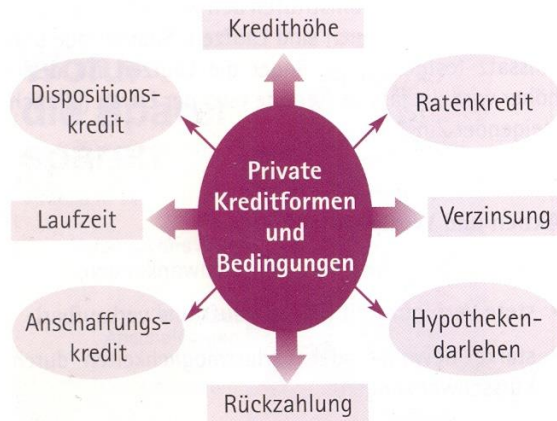 Kredithöhe
Dispositions-
kredit
Ratenkredit
Private
Kreditformen
und
Bedingungen
Laufzeit
Verzinsung
Anschaffungs-
kredit
Hypotheken-
darlehen
Rückzahlung